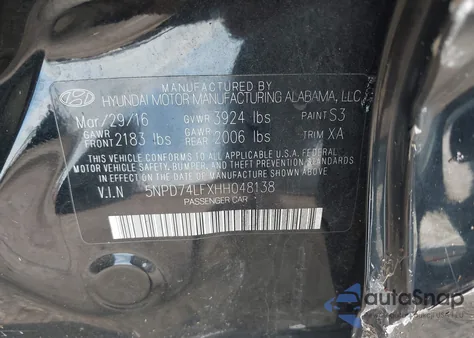 MANUFACTURED BY
HYUNDAI MOTOR MANUFACTURING ALABAMA, LLC.
Mar/29/16 GVWR 3924 lbs PAINT S3
GAWR FRONT 2183 lbs GAWR REAR 2006 lbs TRIM XA
THIS VEHICLE CONFORMS TO ALL APPLICABLE U.S.A. FEDERAL
MOTOR VEHICLE SAFETY, BUMPER, AND THEFT PREVENTION
STANDARDS IN EFFECT ON THE DATE OF MANUFACTURE SHOWN ABOVE.
V.I.N 5NPD74LFXHH048138
PASSENGER CAR
autoSnap